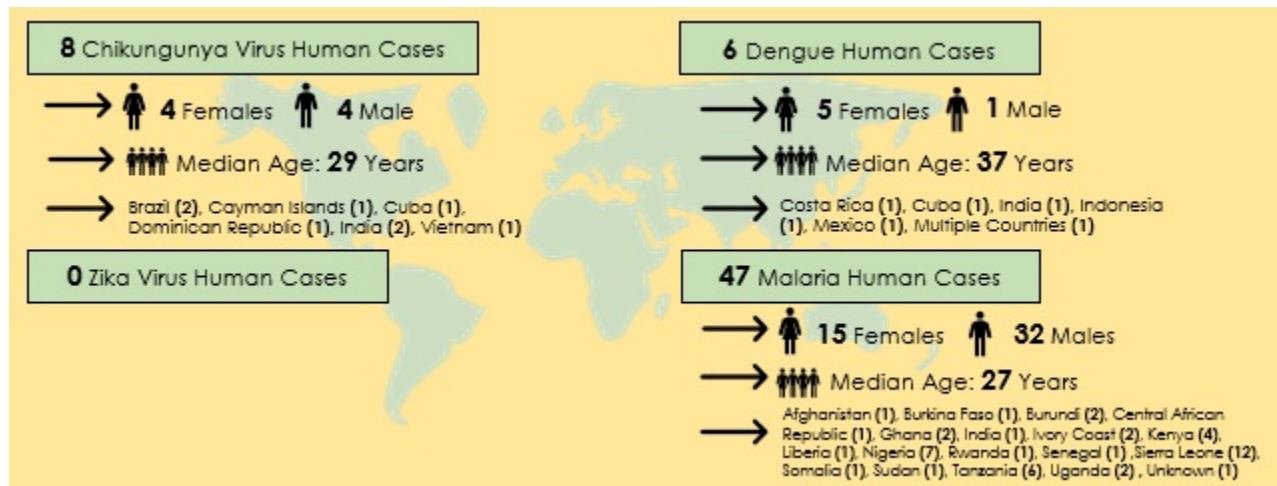 8 Chikungunya Virus Human Cases
4 Females 4 Male
Median Age: 29 Years
Brazil (2), Cayman Islands (1), Cuba (1),
Dominican Republic (1), India (2), Vietnam (1)
0 Zika Virus Human Cases
6 Dengue Human Cases
5 Females 1 Male
Median Age: 37 Years
Costa Rica (1), Cuba (1), India (1), Indonesia
(1), Mexico (1), Multiple Countries (1)
47 Malaria Human Cases
15 Females 32 Males
Median Age: 27 Years
Afghanistan (1), Burkina Faso (1), Burundi (2), Central African
Republic (1), Ghana (2), India (1), Ivory Coast (2), Kenya (4),
Liberia (1), Nigeria (7), Rwanda (1), Senegal (1) ,Sierra Leone (12),
Somalia (1), Sudan (1), Tanzania (6), Uganda (2) , Unknown (1)